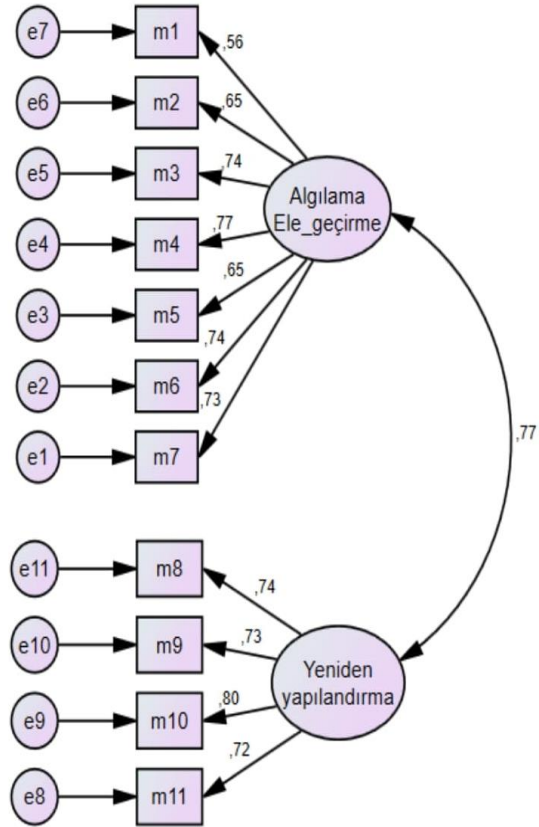 e7
m1
,56
e6
m2
,65
e5
m3
,74
Algılama
Ele_geçirme
e4
m4
,77
e3
m5
,65
e2
m6
,74
e1
m7
,73
,77
e11
m8
,74
e10
m9
,73
Yeniden
yapılandırma
e9
m10
,80
e8
m11
,72